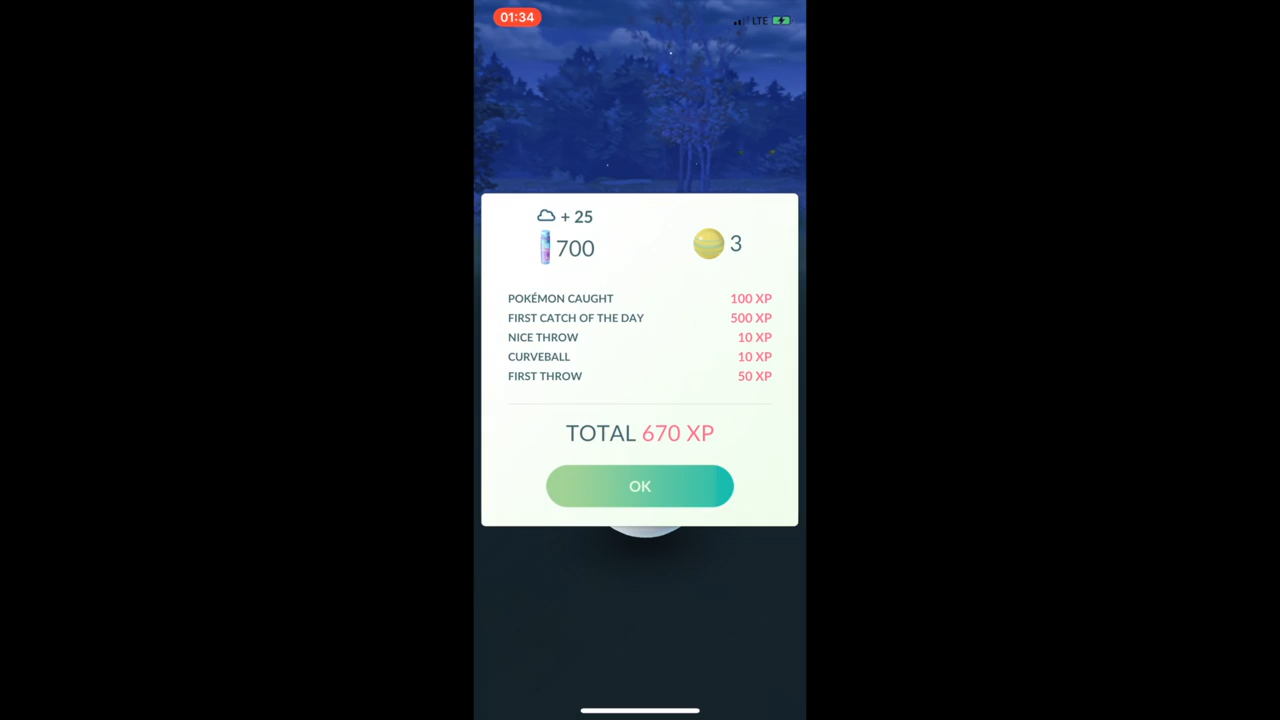 01:34
LTE
+ 25
700
3
POKÉMON CAUGHT 100 XP
FIRST CATCH OF THE DAY 500 XP
NICE THROW 10 XP
CURVEBALL 10 XP
FIRST THROW 50 XP
TOTAL 670 XP
OK